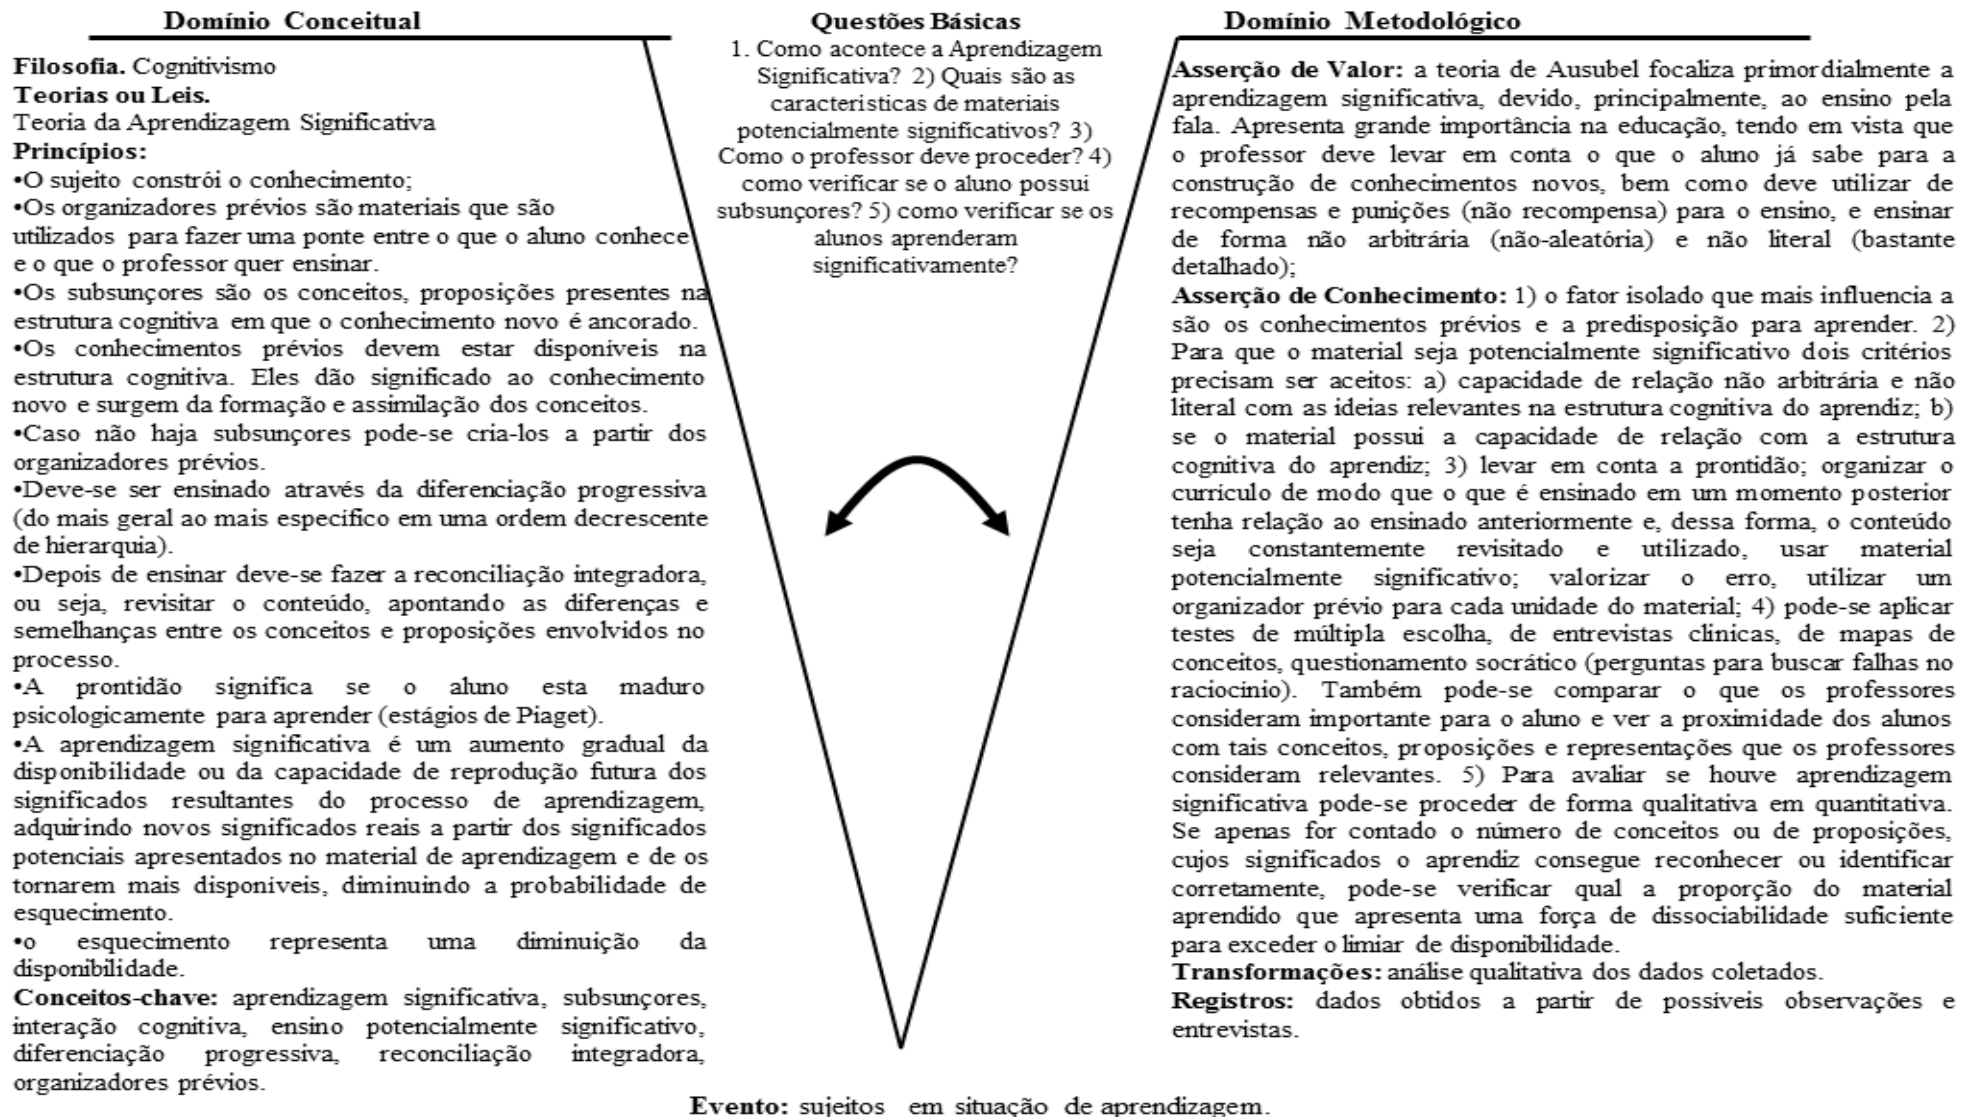 Domínio Conceitual
Filosofia. Cognitivismo
Teorias ou Leis.
Teoria da Aprendizagem Significativa
Princípios:
•O sujeito constrói o conhecimento;
•Os organizadores prévios são materiais que são
utilizados para fazer uma ponte entre o que o aluno conhece
e o que o professor quer ensinar.
•Os subsunçores são os conceitos, proposições presentes na
estrutura cognitiva em que o conhecimento novo é ancorado.
•Os conhecimentos prévios devem estar disponíveis na
estrutura cognitiva. Eles dão significado ao conhecimento
novo e surgem da formação e assimilação dos conceitos.
•Caso não haja subsunçores pode-se cria-los a partir dos
organizadores prévios.
•Deve-se ser ensinado através da diferenciação progressiva
(do mais geral ao mais específico em uma ordem decrescente
de hierarquia).
•Depois de ensinar deve-se fazer a reconciliação integradora,
ou seja, revisitar o conteúdo, apontando as diferenças e
semelhanças entre os conceitos e proposições envolvidos no
processo.
•A prontidão significa se o aluno esta maduro
psicologicamente para aprender (estágios de Piaget).
•A aprendizagem significativa é um aumento gradual da
disponibilidade ou da capacidade de reprodução futura dos
significados resultantes do processo de aprendizagem,
adquirindo novos significados reais a partir dos significados
potenciais apresentados no material de aprendizagem e de os
tornarem mais disponíveis, diminuindo a probabilidade de
esquecimento.
•o esquecimento representa uma diminuição da
disponibilidade.
Conceitos-chave: aprendizagem significativa, subsunçores,
interação cognitiva, ensino potencialmente significativo,
diferenciação progressiva, reconciliação integradora,
organizadores prévios.
Questões Básicas
1. Como acontece a Aprendizagem
Significativa? 2) Quais são as
características de materiais
potencialmente significativos? 3)
Como o professor deve proceder? 4)
como verificar se o aluno possui
subsunçores? 5) como verificar se os
alunos aprenderam
significativamente?
Domínio Metodológico
Asserção de Valor: a teoria de Ausubel focaliza primordialmente a
aprendizagem significativa, devido, principalmente, ao ensino pela
fala. Apresenta grande importância na educação, tendo em vista que
o professor deve levar em conta o que o aluno já sabe para a
construção de conhecimentos novos, bem como deve utilizar de
recompensas e punições (não recompensa) para o ensino, e ensinar
de forma não arbitrária (não-aleatória) e não literal (bastante
detalhado);
Asserção de Conhecimento: 1) o fator isolado que mais influencia a
são os conhecimentos prévios e a predisposição para aprender. 2)
Para que o material seja potencialmente significativo dois critérios
precisam ser aceitos: a) capacidade de relação não arbitrária e não
literal com as ideias relevantes na estrutura cognitiva do aprendiz; b)
se o material possui a capacidade de relação com a estrutura
cognitiva do aprendiz; 3) levar em conta a prontidão; organizar o
currículo de modo que o que é ensinado em um momento posterior
tenha relação ao ensinado anteriormente e, dessa forma, o conteúdo
seja constantemente revisitado e utilizado, usar material
potencialmente significativo; valorizar o erro, utilizar um
organizador prévio para cada unidade do material; 4) pode-se aplicar
testes de múltipla escolha, de entrevistas clínicas, de mapas de
conceitos, questionamento socrático (perguntas para buscar falhas no
raciocínio). Também pode-se comparar o que os professores
consideram importante para o aluno e ver a proximidade dos alunos
com tais conceitos, proposições e representações que os professores
consideram relevantes. 5) Para avaliar se houve aprendizagem
significativa pode-se proceder de forma qualitativa em quantitativa.
Se apenas for contado o número de conceitos ou de proposições,
cujos significados o aprendiz consegue reconhecer ou identificar
corretamente, pode-se verificar qual a proporção do material
aprendido que apresenta uma força de dissociabilidade suficiente
para exceder o limiar de disponibilidade.
Transformações: análise qualitativa dos dados coletados.
Registros: dados obtidos a partir de possíveis observações e
entrevistas.
Evento: sujeitos em situação de aprendizagem.